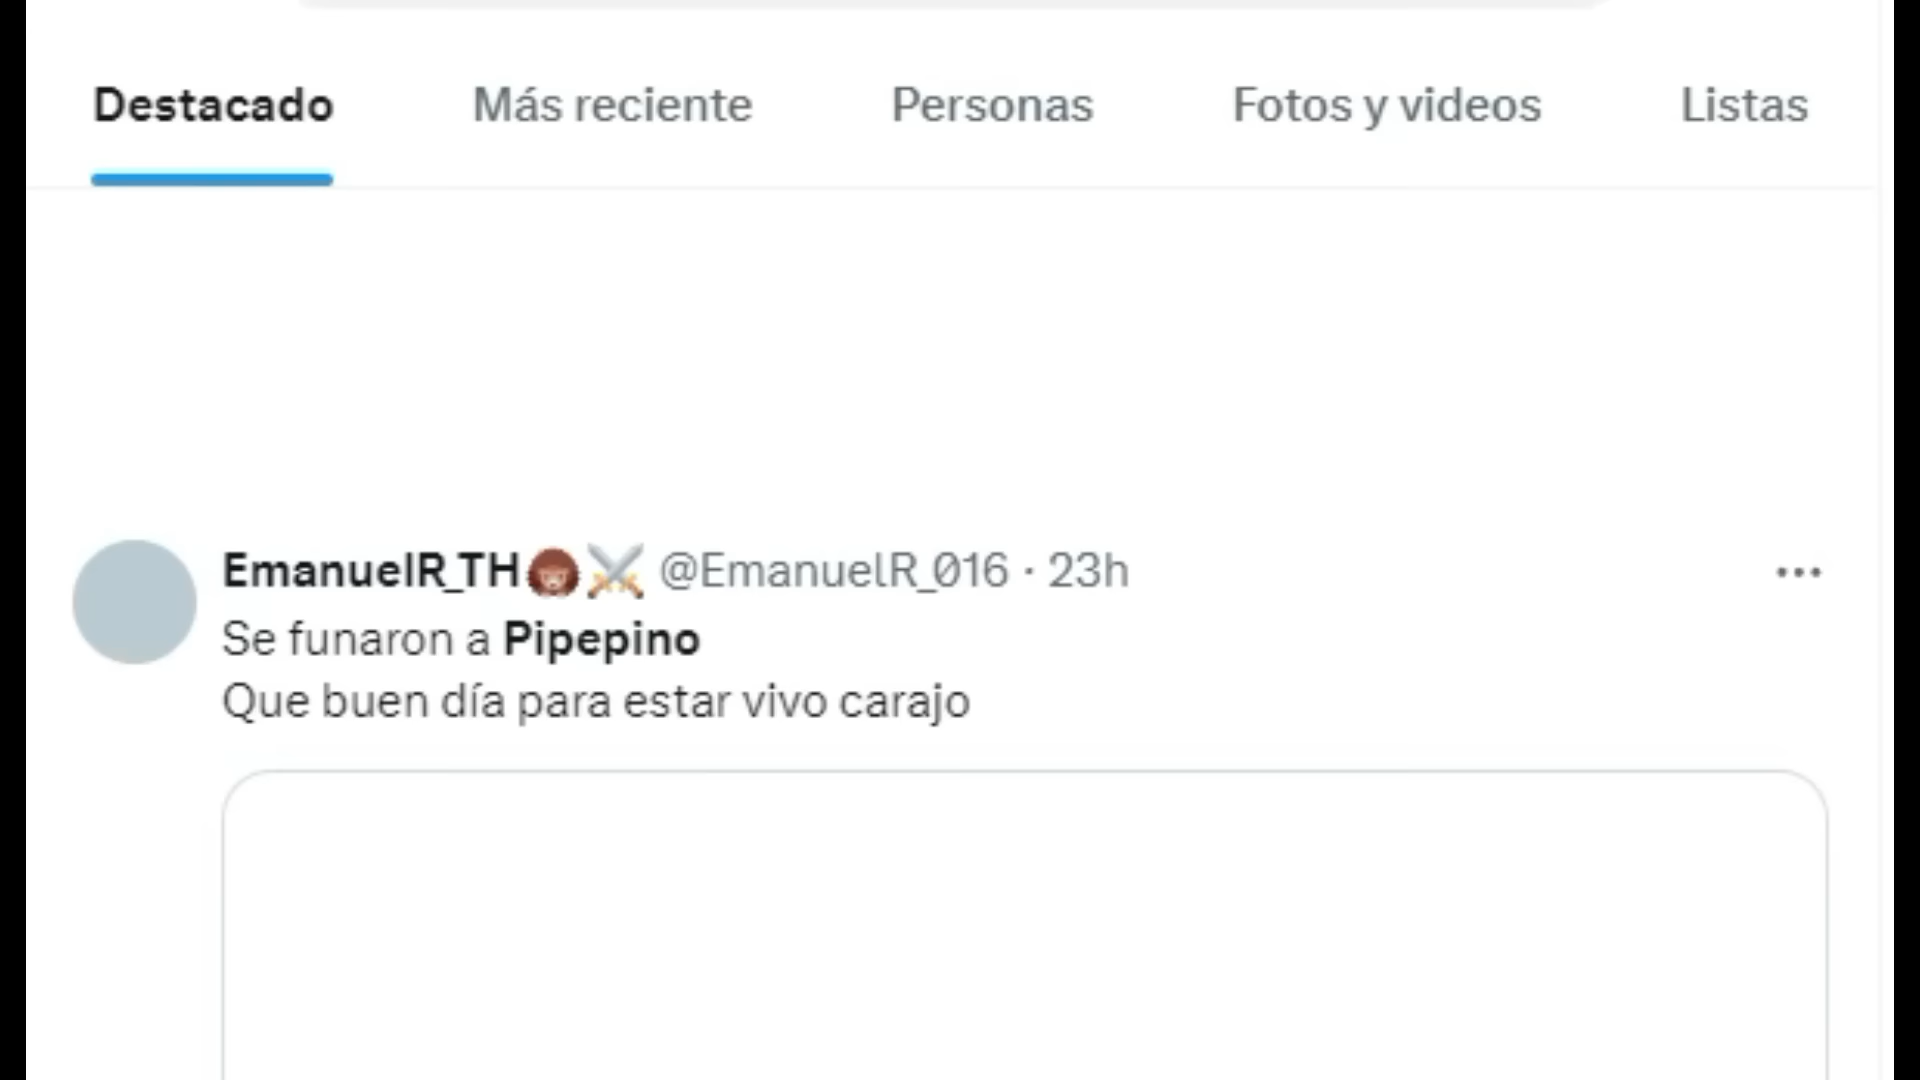 Destacado Más reciente Personas Fotos y videos Listas
EmanuelR_TH @EmanuelR_016 · 23h
Se funaron a Pipepino
Que buen día para estar vivo carajo